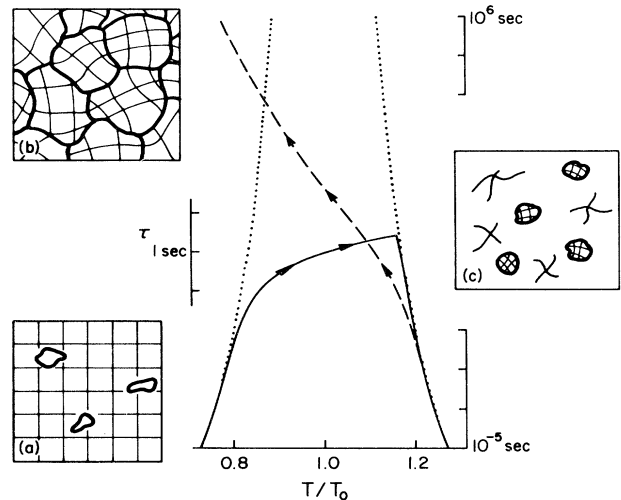 (b)
10⁶ sec
τ
1 sec
(c)
(a)
10⁻⁵ sec
0.8 1.0 1.2
T/T₀